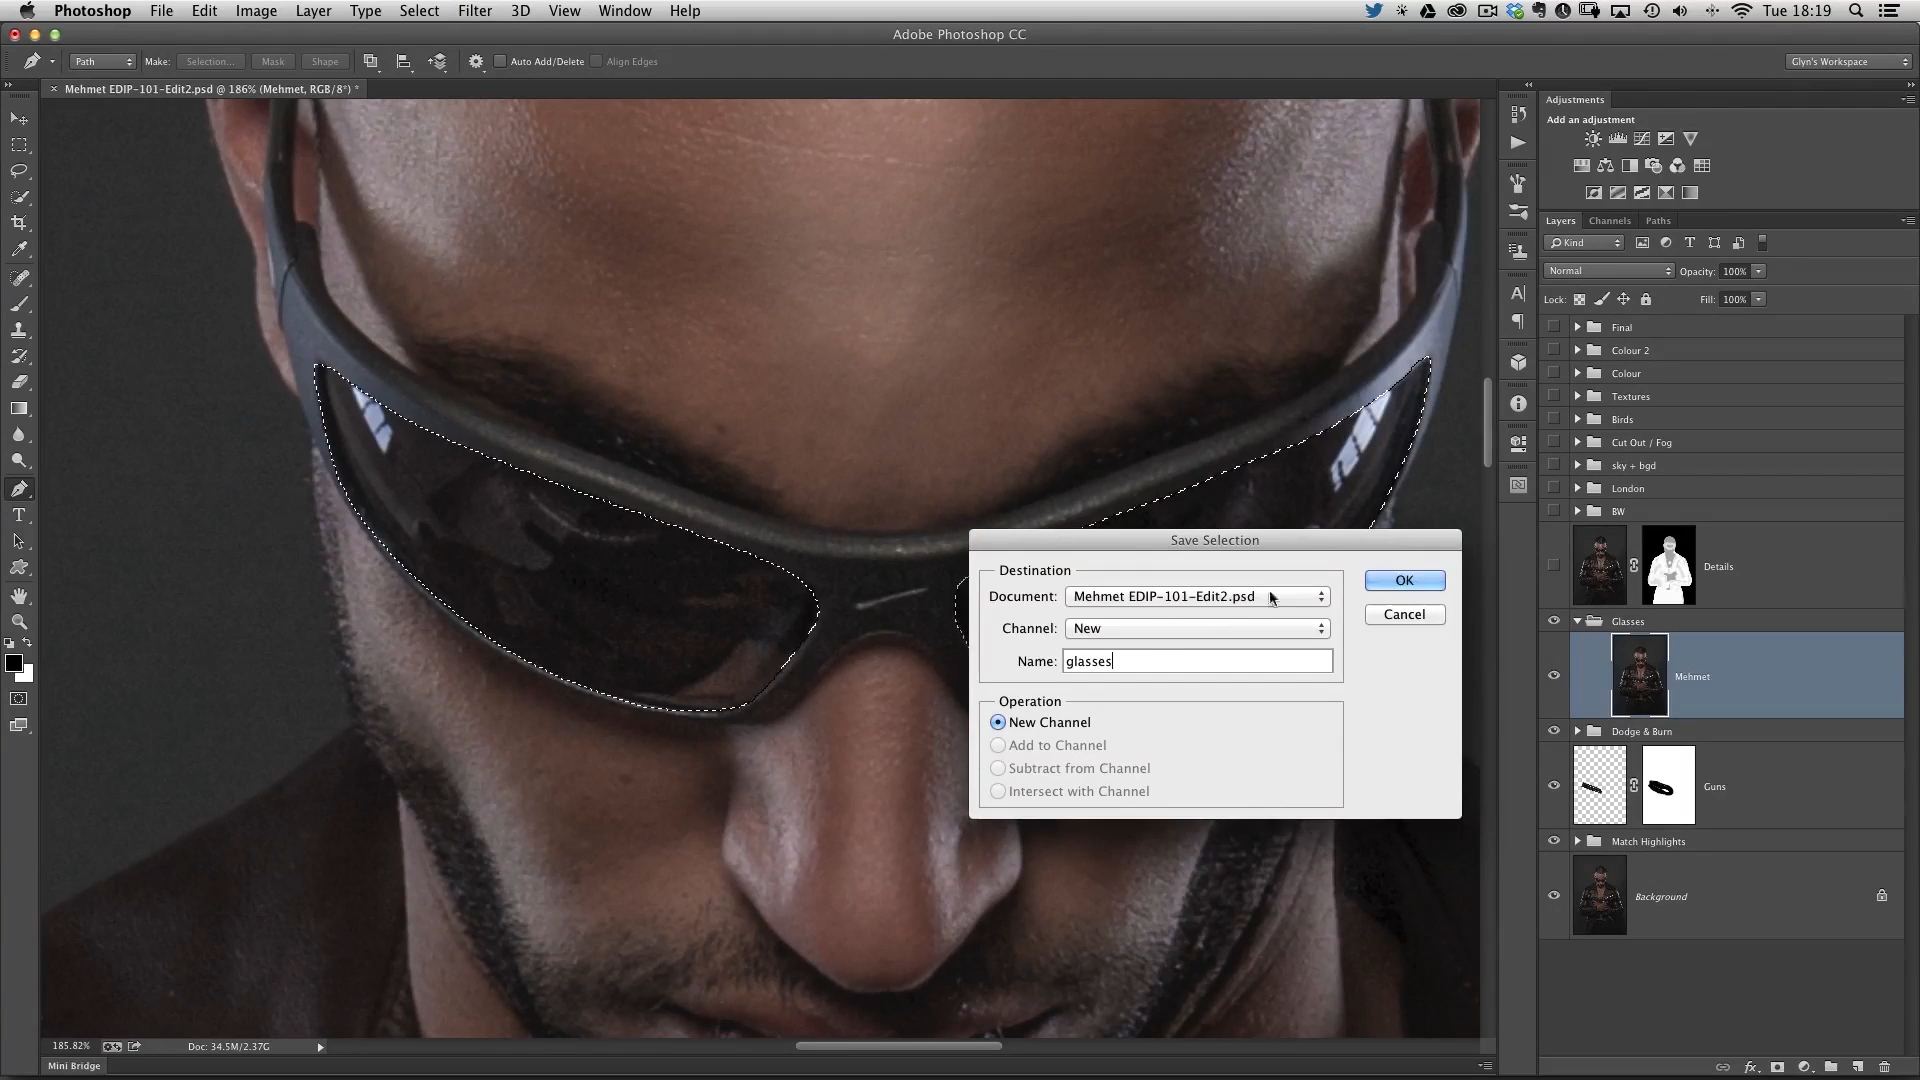 Photoshop File Edit Image Layer Type Select Filter 3D View Window Help Tue 18:19
Adobe Photoshop CC
Path Make: Selection... Mask Shape Auto Add/Delete Align Edges Glyn's Workspace
× Mehmet EDIP-101-Edit2.psd @ 186% (Mehmet, RGB/8*) *
Adjustments
Add an adjustment
Layers Channels Paths
Kind
Normal Opacity: 100%
Lock: Fill: 100%
Final
Colour 2
Colour
Textures
Birds
Cut Out / Fog
sky + bgd
London
BW
Details
Glasses
Mehmet
Dodge & Burn
Guns
Match Highlights
Background
Save Selection
Destination
Document: Mehmet EDIP-101-Edit2.psd
Channel: New
Name: glasses
OK
Cancel
Operation
New Channel
Add to Channel
Subtract from Channel
Intersect with Channel
185.82% Doc: 34.5M/2.37G
Mini Bridge